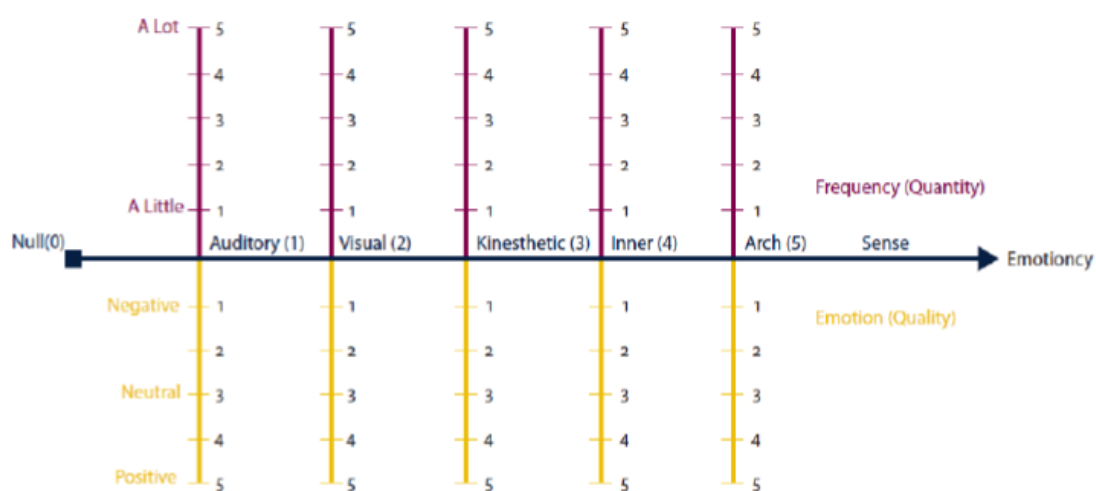 A Lot 5 5 5 5 5
4 4 4 4 4
3 3 3 3 3
2 2 2 2 2
Frequency (Quantity)
A Little 1 1 1 1 1
Null(0) Auditory (1) Visual (2) Kinesthetic (3) Inner (4) Arch (5) Sense
Emotioncy
Negative 1 1 1 1 1
Emotion (Quality)
2 2 2 2 2
Neutral 3 3 3 3 3
4 4 4 4 4
Positive 5 5 5 5 5